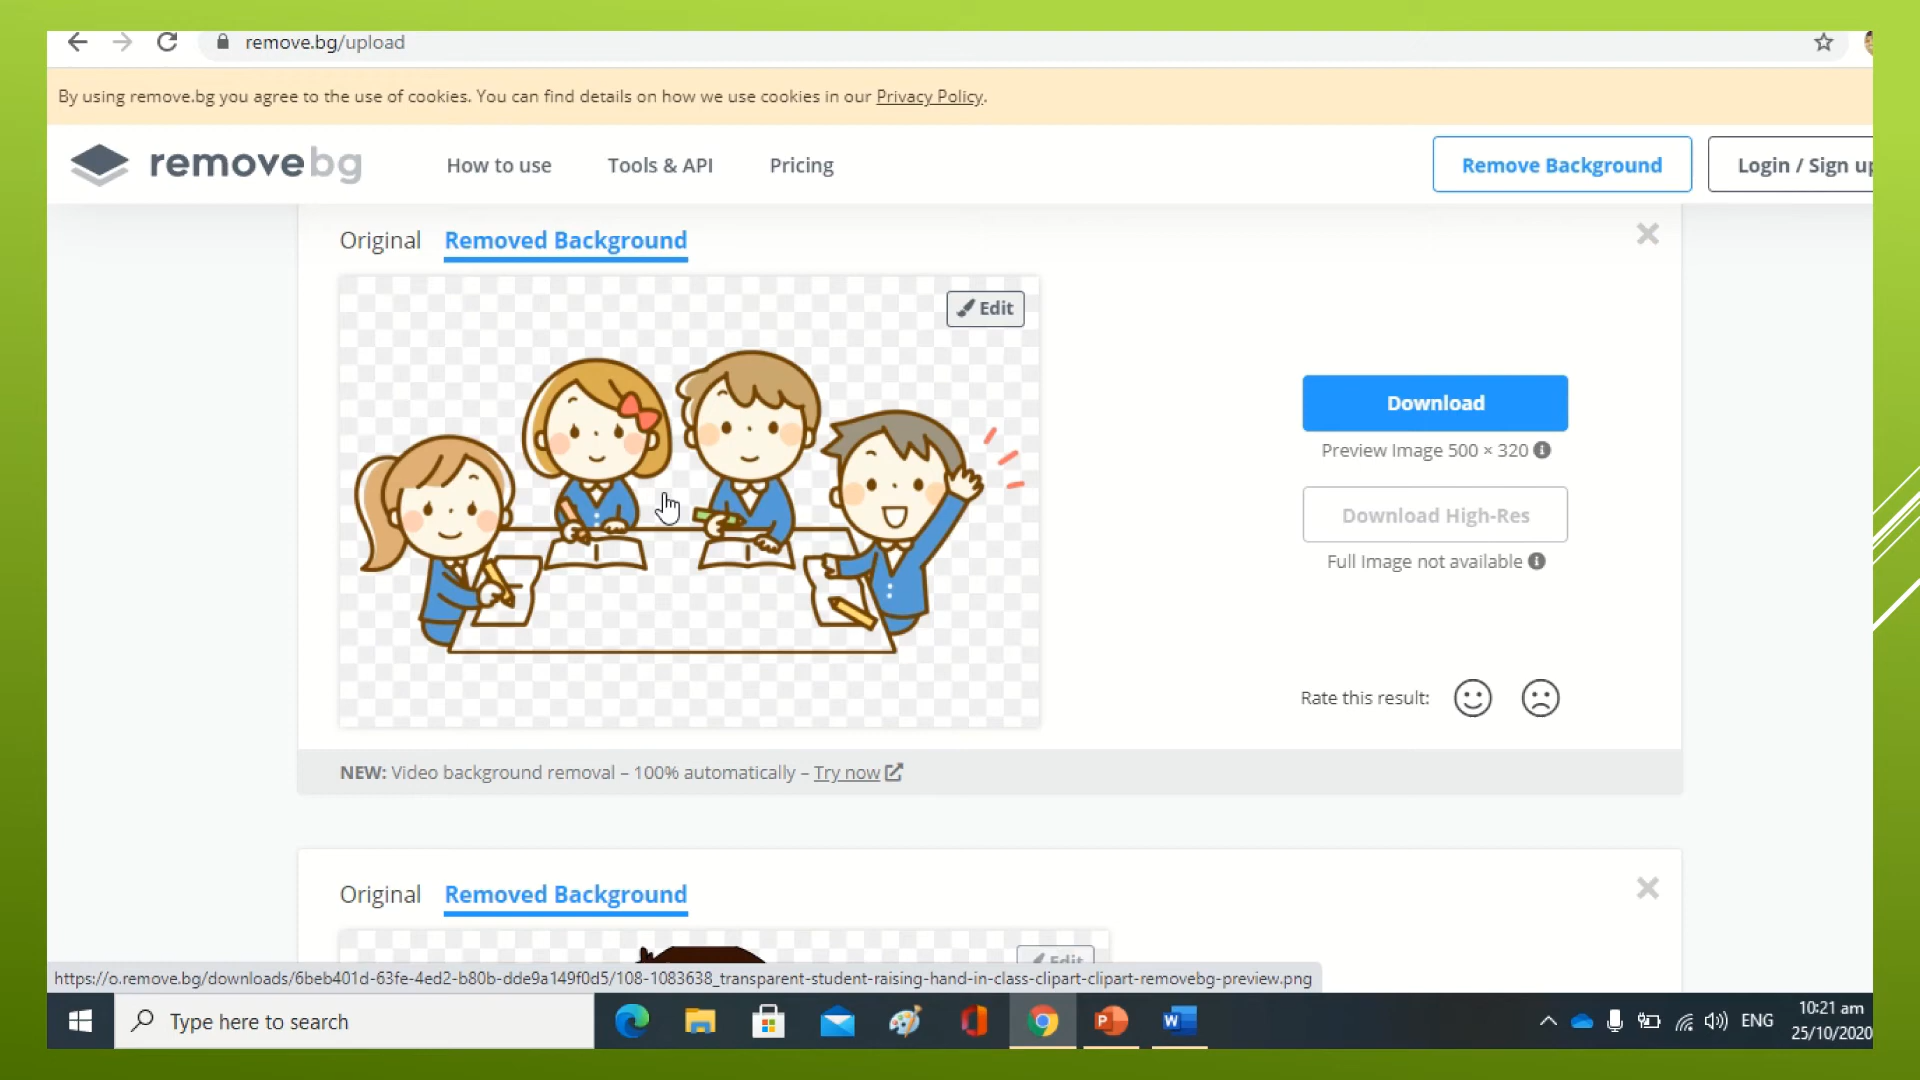 remove.bg/upload
By using remove.bg you agree to the use of cookies. You can find details on how we use cookies in our Privacy Policy.
removebg
How to use
Tools & API
Pricing
Remove Background
Login / Sign up
Original
Removed Background
Edit
Download
Preview Image 500 × 320
Download High-Res
Full Image not available
Rate this result:
NEW: Video background removal – 100% automatically – Try now
Original
Removed Background
Edit
https://o.remove.bg/downloads/6beb401d-63fe-4ed2-b80b-dde9a149f0d5/108-1083638_transparent-student-raising-hand-in-class-clipart-clipart-removebg-preview.png
Type here to search
ENG
10:21 am
25/10/2020